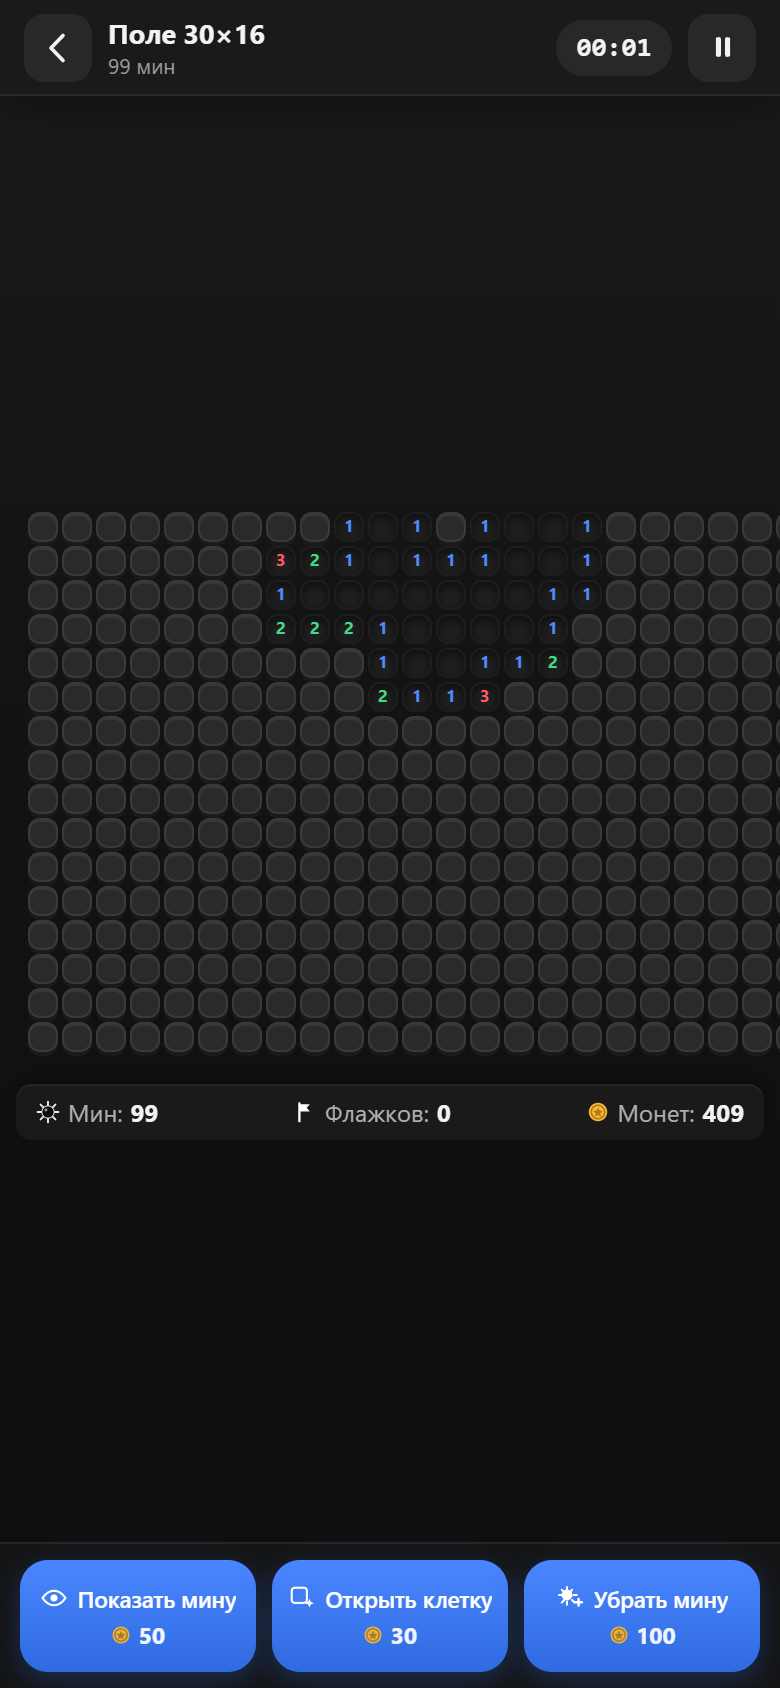 Поле 30×16
99 мин
00:01
1 1 1 1
3 2 1 1 1 1 1
1 1 1
2 2 2 1 1
1 1 1 2
2 1 1 3
Мин: 99 Флажков: 0 Монет: 409
Показать мину Открыть клетку Убрать мину
50 30 100